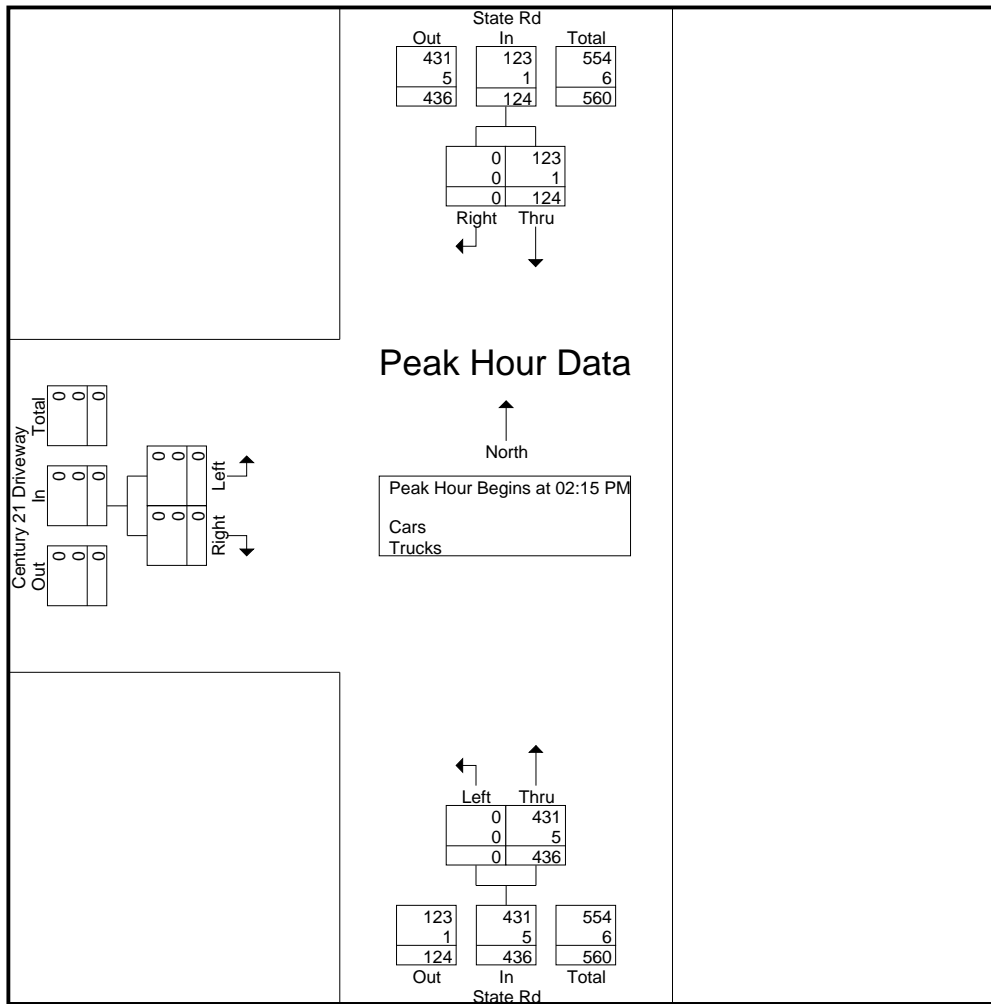 State Rd
Out In Total
431 123 554
5 1 6
436 124 560
0 123
0 1
0 124
Right Thru
Peak Hour Data
North
Peak Hour Begins at 02:15 PM
Cars
Trucks
Century 21 Driveway
Out In Total
0 0 0
0 0 0
0 0 0
Right Left
0 0
0 0
0 0
Left Thru
0 431
0 5
0 436
123 431 554
1 5 6
124 436 560
Out In Total
State Rd